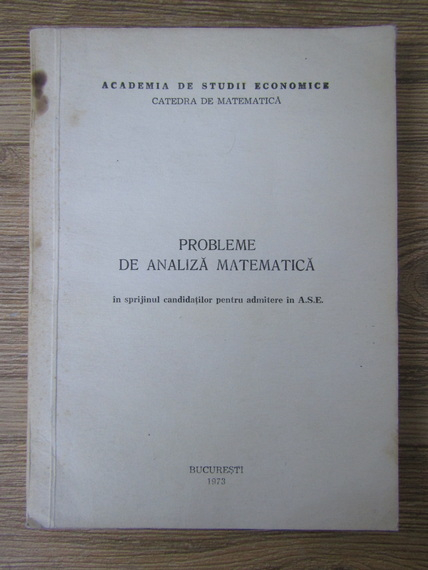 ACADEMIA DE STUDII ECONOMICE
CATEDRA DE MATEMATICĂ
PROBLEME
DE ANALIZĂ MATEMATICĂ
în sprijinul candidaților pentru admitere în A.S.E.
BUCUREȘTI
1973